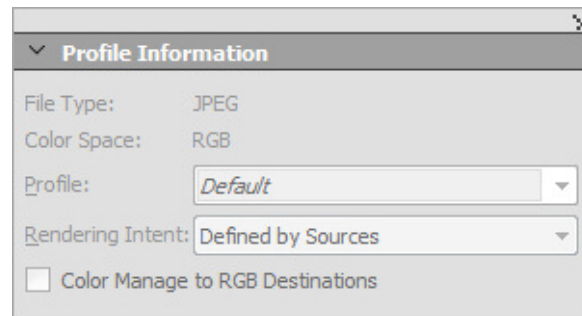 Profile Information
File Type: JPEG
Color Space: RGB
Profile: Default
Rendering Intent: Defined by Sources
Color Manage to RGB Destinations